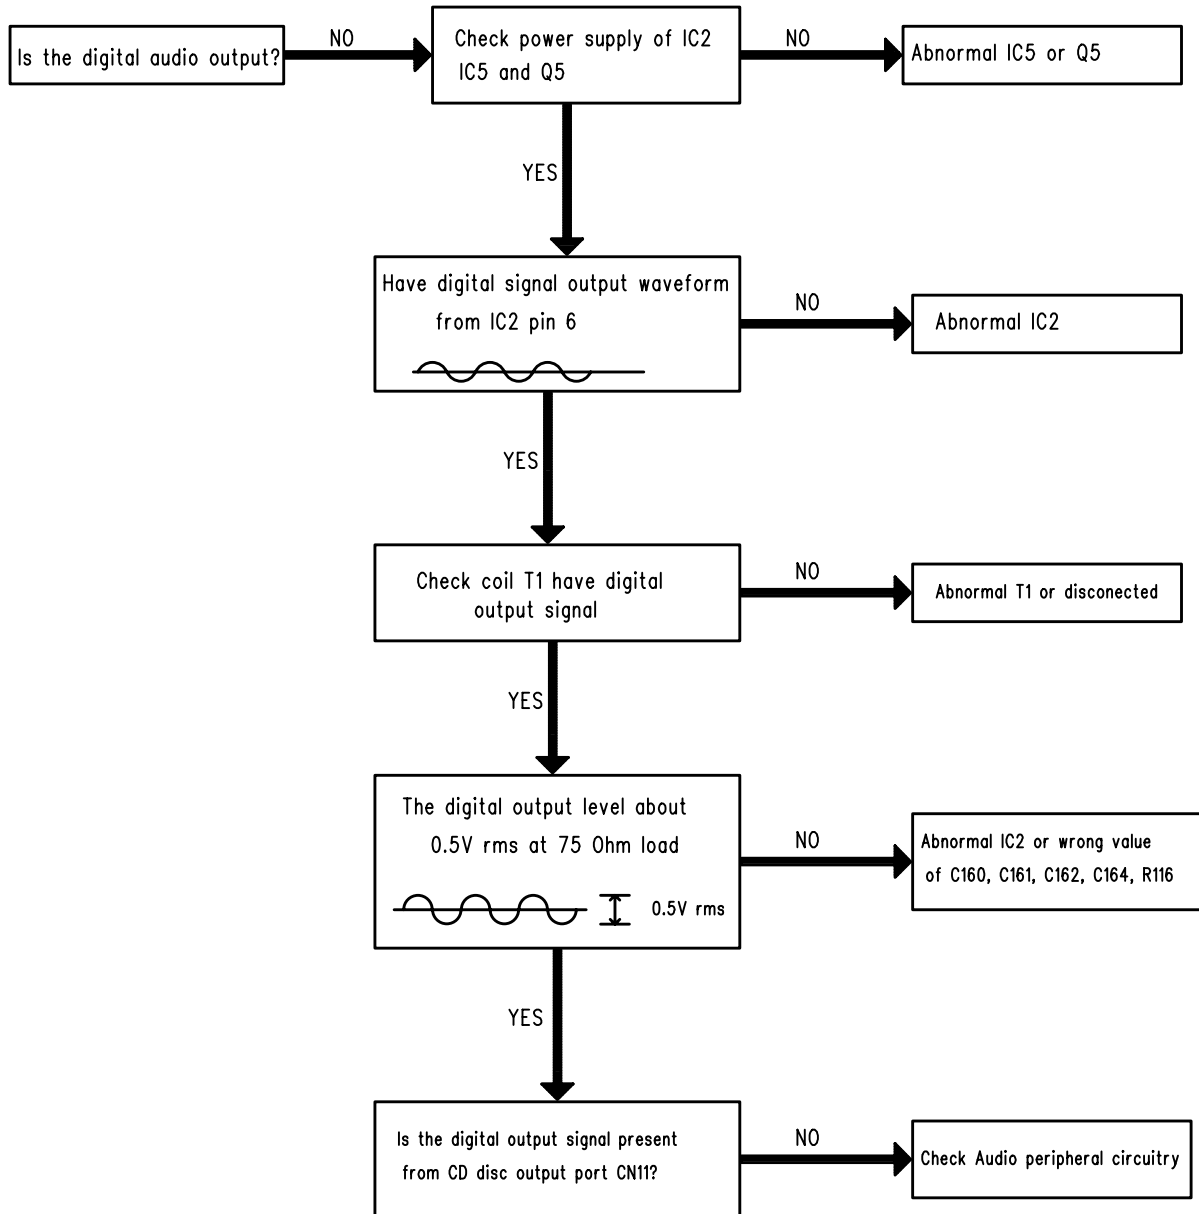 Is the digital audio output?
NO
Check power supply of IC2
IC5 and Q5
NO
Abnormal IC5 or Q5
YES
Have digital signal output waveform
from IC2 pin 6
NO
Abnormal IC2
YES
Check coil T1 have digital
output signal
NO
Abnormal T1 or disconected
YES
The digital output level about
0.5V rms at 75 Ohm load
0.5V rms
NO
Abnormal IC2 or wrong value
of C160, C161, C162, C164, R116
YES
Is the digital output signal present
from CD disc output port CN11?
NO
Check Audio peripheral circuitry